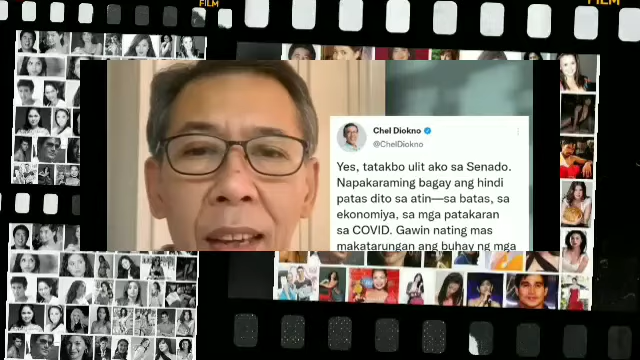 FILM
FILM
Chel Diokno
@ChelDiokno
Yes, tatakbo ulit ako sa Senado.
Napakaraming bagay ang hindi
patas dito sa atin—sa batas, sa
ekonomiya, sa mga patakaran
sa COVID. Gawin nating mas
makatarungan ang buhay ng mga